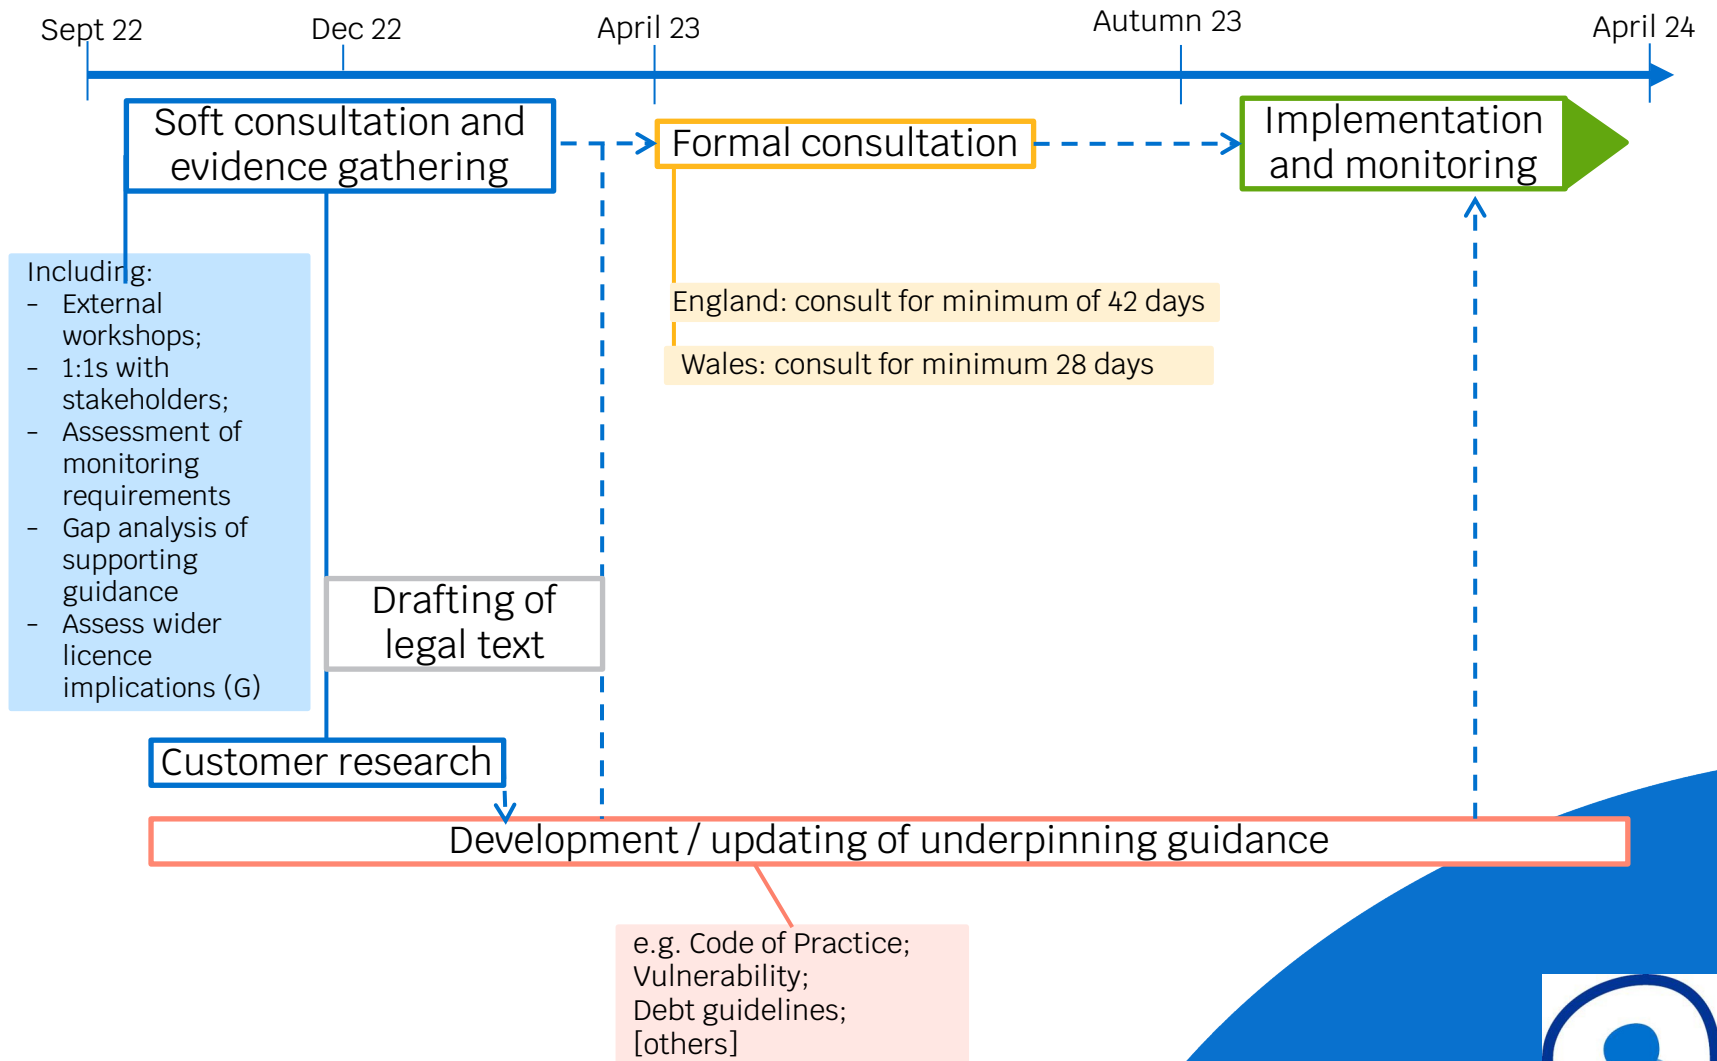 Sept 22
Dec 22
April 23
Autumn 23
April 24
Soft consultation and
evidence gathering
Formal consultation
Implementation
and monitoring
Including:
- External
workshops;
- 1:1s with
stakeholders;
- Assessment of
monitoring
requirements
- Gap analysis of
supporting
guidance
- Assess wider
licence
implications (G)
England: consult for minimum of 42 days
Wales: consult for minimum 28 days
Drafting of
legal text
Customer research
Development / updating of underpinning guidance
e.g. Code of Practice;
Vulnerability;
Debt guidelines;
[others]